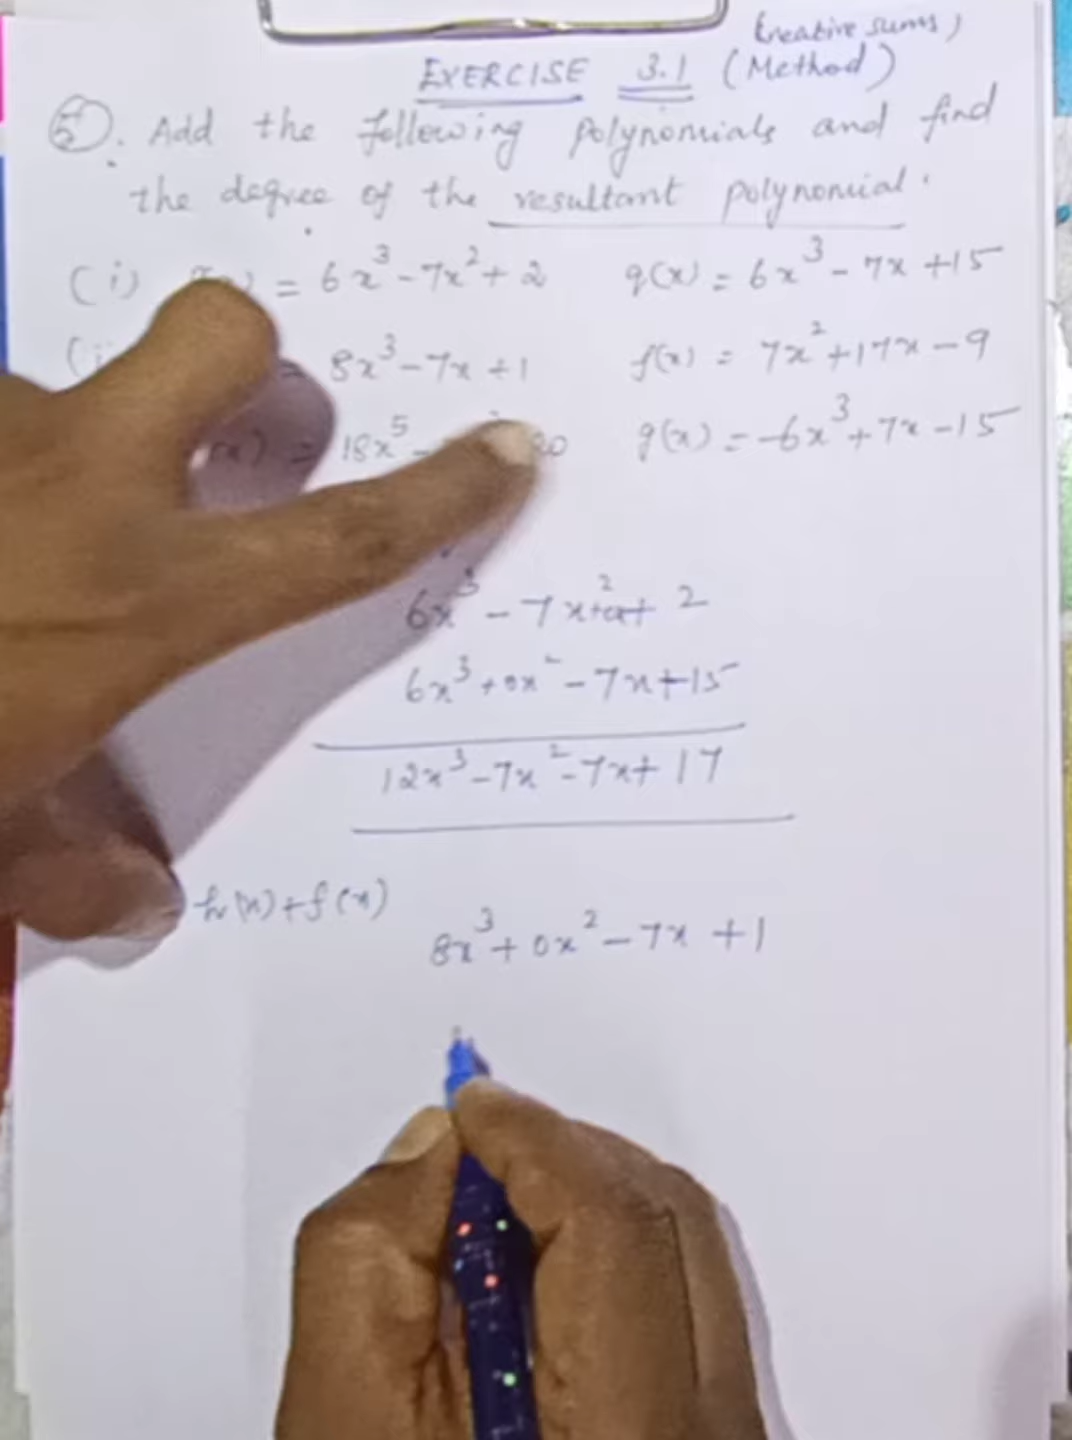 Creative sums,
EXERCISE 3.1 (Method)
5. Add the following polynomials and find
the degree of the resultant polynomial.
(i) = 6x³ - 7x² + 2 q(x) = 6x³ - 7x + 15
= 8x³ - 7x + 1 f(x) = 7x² + 17x - 9
(x) = 18x⁵ - 20 g(x) = -6x³ + 7x - 15
6x³ - 7x² + 0x + 2
6x³ + 0x² - 7x + 15
12x³ - 7x² - 7x + 17
h(x) + f(x)
8x³ + 0x² - 7x + 1